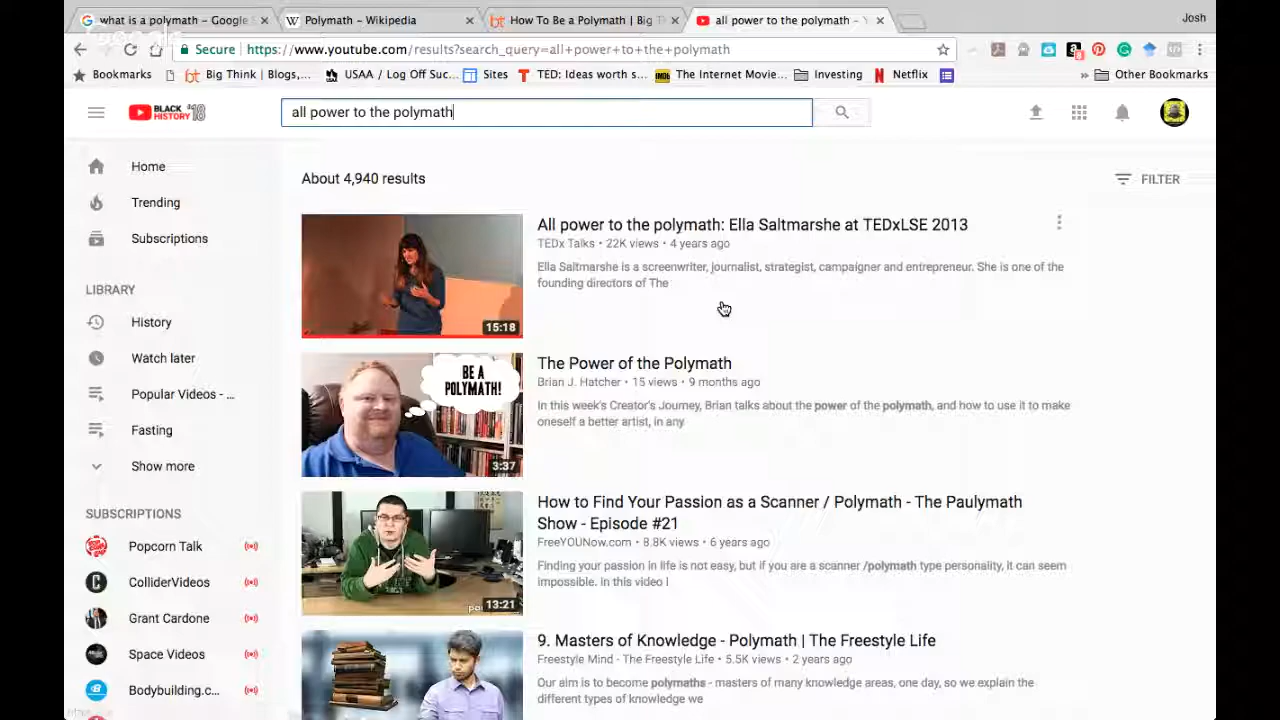 what is a polymath - Google
Polymath - Wikipedia
How To Be a Polymath | Big T
all power to the polymath -
Josh
Secure
https://www.youtube.com/results?search_query=all+power+to+the+polymath
Bookmarks
Big Think | Blogs,...
USAA / Log Off Suc...
Sites
TED: Ideas worth s...
The Internet Movie...
Investing
Netflix
Other Bookmarks
BLACK HISTORY '18
all power to the polymath
Home
Trending
Subscriptions
LIBRARY
History
Watch later
Popular Videos - ...
Fasting
Show more
SUBSCRIPTIONS
Popcorn Talk
ColliderVideos
Grant Cardone
Space Videos
Bodybuilding.c...
About 4,940 results
FILTER
All power to the polymath: Ella Saltmarshe at TEDxLSE 2013
TEDx Talks • 22K views • 4 years ago
Ella Saltmarshe is a screenwriter, journalist, strategist, campaigner and entrepreneur. She is one of the
founding directors of The
15:18
The Power of the Polymath
Brian J. Hatcher • 15 views • 9 months ago
In this week's Creator's Journey, Brian talks about the power of the polymath, and how to use it to make
oneself a better artist, in any
BE A
POLYMATH!
3:37
How to Find Your Passion as a Scanner / Polymath - The Paulymath
Show - Episode #21
FreeYOUNow.com • 8.8K views • 6 years ago
Finding your passion in life is not easy, but if you are a scanner /polymath type personality, it can seem
impossible. In this video I
13:21
9. Masters of Knowledge - Polymath | The Freestyle Life
Freestyle Mind - The Freestyle Life • 5.5K views • 2 years ago
Our aim is to become polymaths - masters of many knowledge areas, one day, so we explain the
different types of knowledge we